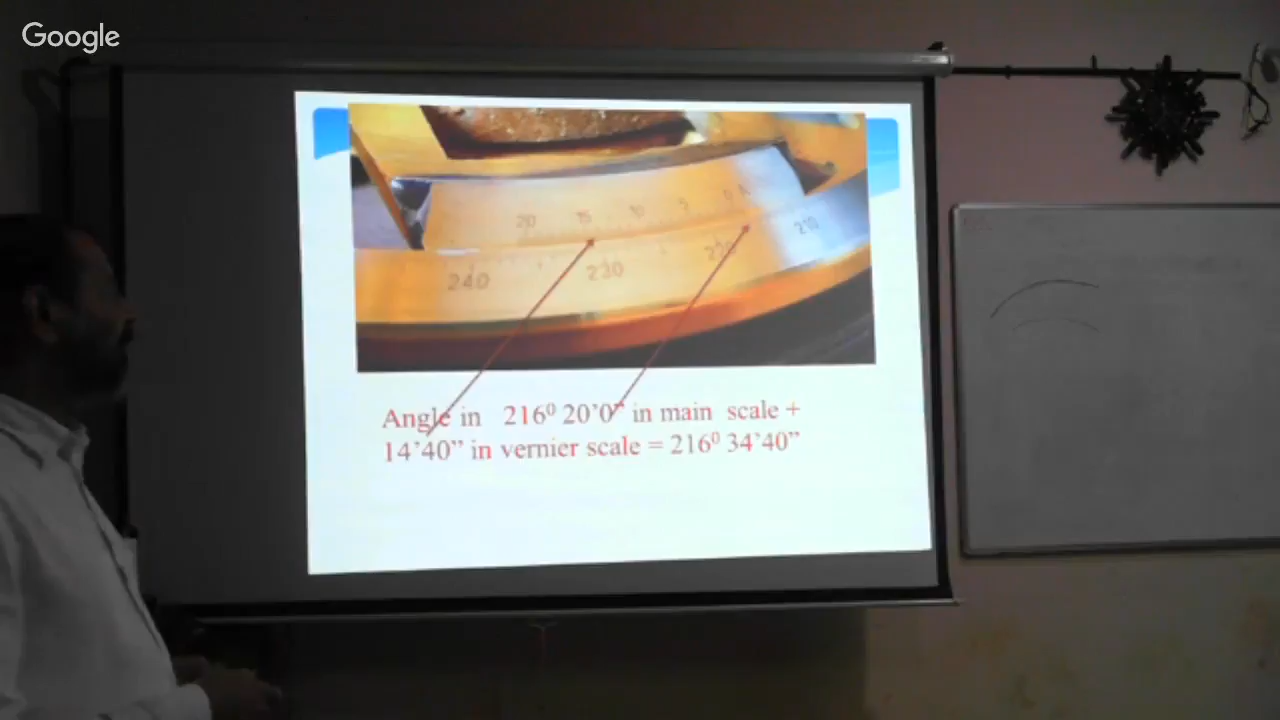 Google
20 15 10 5 0 A
240 230 220 210
Angle in 216⁰ 20’0” in main scale +
14’40” in vernier scale = 216⁰ 34’40”